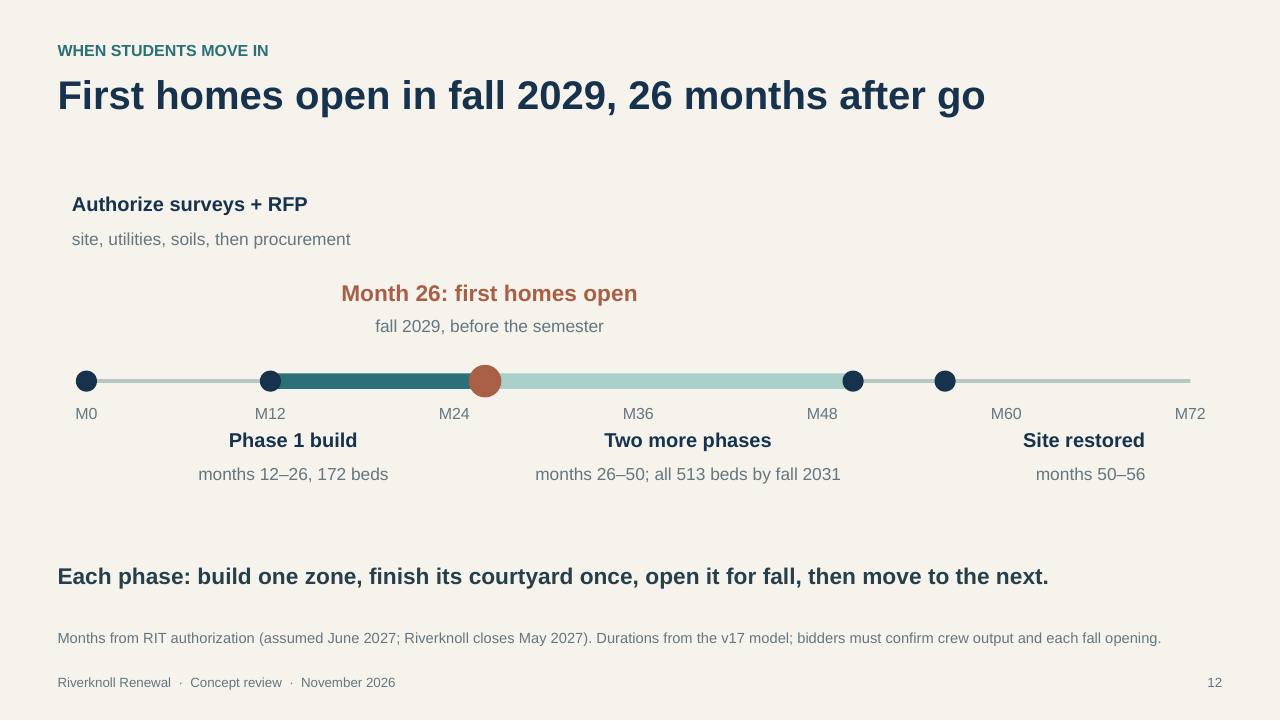 WHEN STUDENTS MOVE IN
First homes open in fall 2029, 26 months after go
Authorize surveys + RFP
site, utilities, soils, then procurement
Month 26: first homes open
fall 2029, before the semester
M0 M12 M24 M36 M48 M60 M72
Phase 1 build
months 12–26, 172 beds
Two more phases
months 26–50; all 513 beds by fall 2031
Site restored
months 50–56
Each phase: build one zone, finish its courtyard once, open it for fall, then move to the next.
Months from RIT authorization (assumed June 2027; Riverknoll closes May 2027). Durations from the v17 model; bidders must confirm crew output and each fall opening.
Riverknoll Renewal · Concept review · November 2026
12